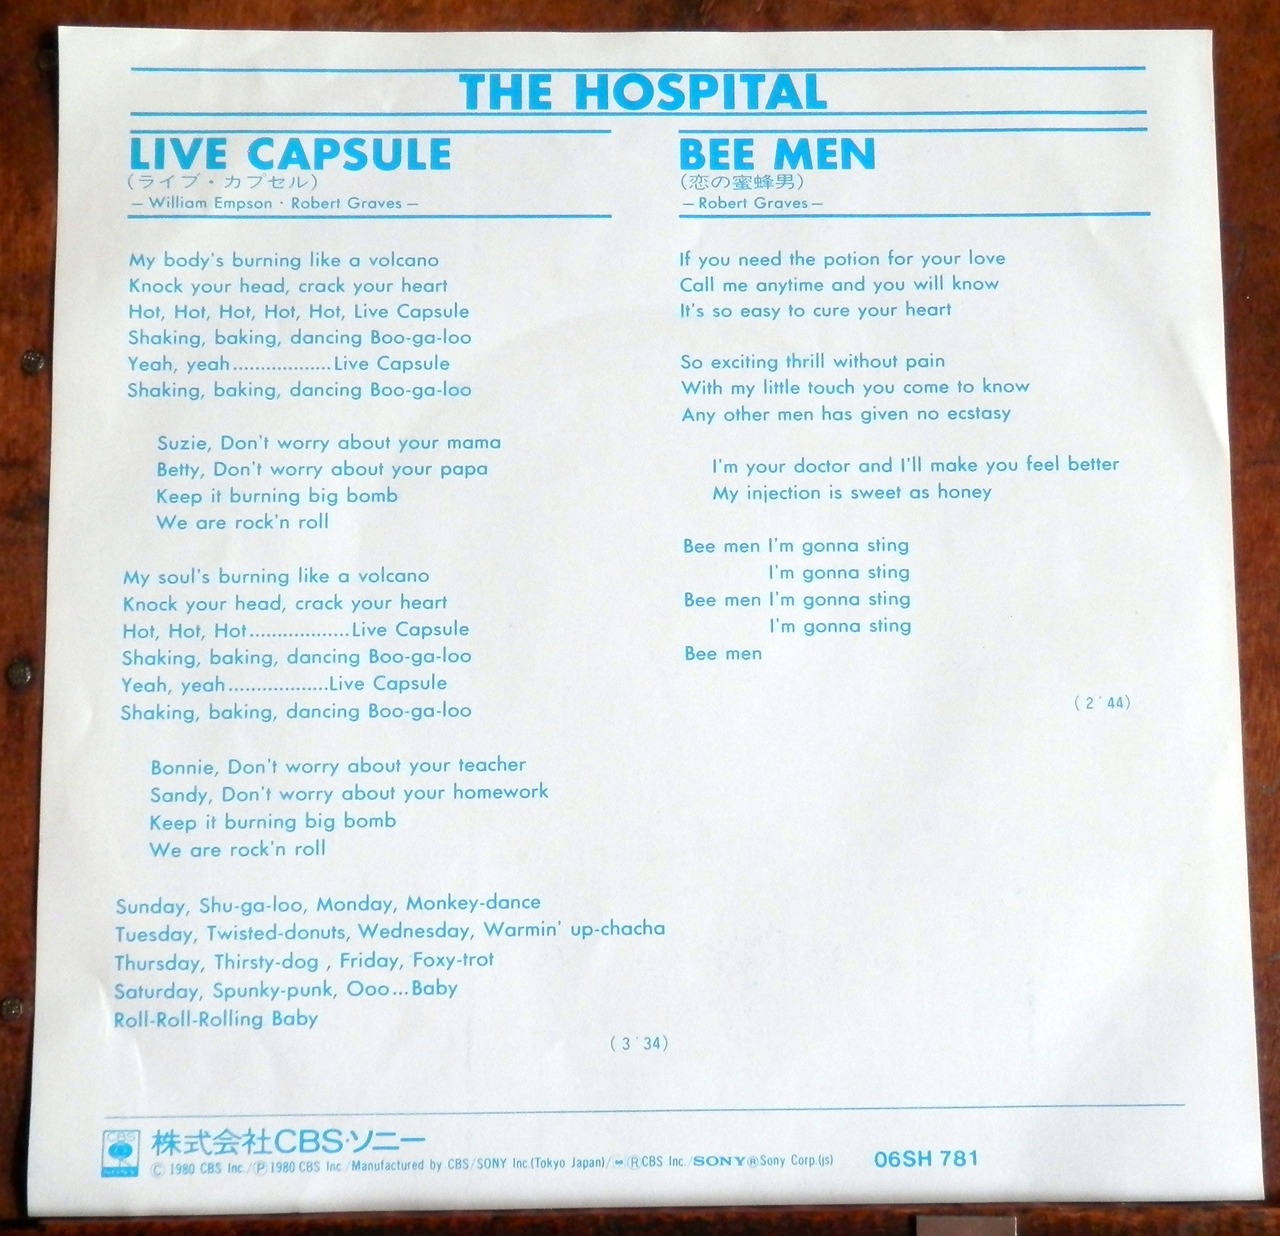 THE HOSPITAL
LIVE CAPSULE
(ライブ・カプセル)
— William Empson · Robert Graves —
My body's burning like a volcano
Knock your head, crack your heart
Hot, Hot, Hot, Hot, Hot, Live Capsule
Shaking, baking, dancing Boo-ga-loo
Yeah, yeah..................Live Capsule
Shaking, baking, dancing Boo-ga-loo
Suzie, Don't worry about your mama
Betty, Don't worry about your papa
Keep it burning big bomb
We are rock'n roll
My soul's burning like a volcano
Knock your head, crack your heart
Hot, Hot, Hot..................Live Capsule
Shaking, baking, dancing Boo-ga-loo
Yeah, yeah..................Live Capsule
Shaking, baking, dancing Boo-ga-loo
Bonnie, Don't worry about your teacher
Sandy, Don't worry about your homework
Keep it burning big bomb
We are rock'n roll
Sunday, Shu-ga-loo, Monday, Monkey-dance
Tuesday, Twisted-donuts, Wednesday, Warmin' up-chacha
Thursday, Thirsty-dog , Friday, Foxy-trot
Saturday, Spunky-punk, Ooo...Baby
Roll-Roll-Rolling Baby
(3'34)
BEE MEN
(恋の蜜蜂男)
— Robert Graves —
If you need the potion for your love
Call me anytime and you will know
It's so easy to cure your heart
So exciting thrill without pain
With my little touch you come to know
Any other men has given no ecstasy
I'm your doctor and I'll make you feel better
My injection is sweet as honey
Bee men I'm gonna sting
I'm gonna sting
Bee men I'm gonna sting
I'm gonna sting
Bee men
(2'44)
CBS
SONY
株式会社CBS・ソニー
Ⓒ 1980 CBS Inc./Ⓟ 1980 CBS Inc./Manufactured by CBS/SONY Inc.(Tokyo Japan)/∞ⓇCBS Inc./SONYⓇSony Corp.(js)
06SH 781